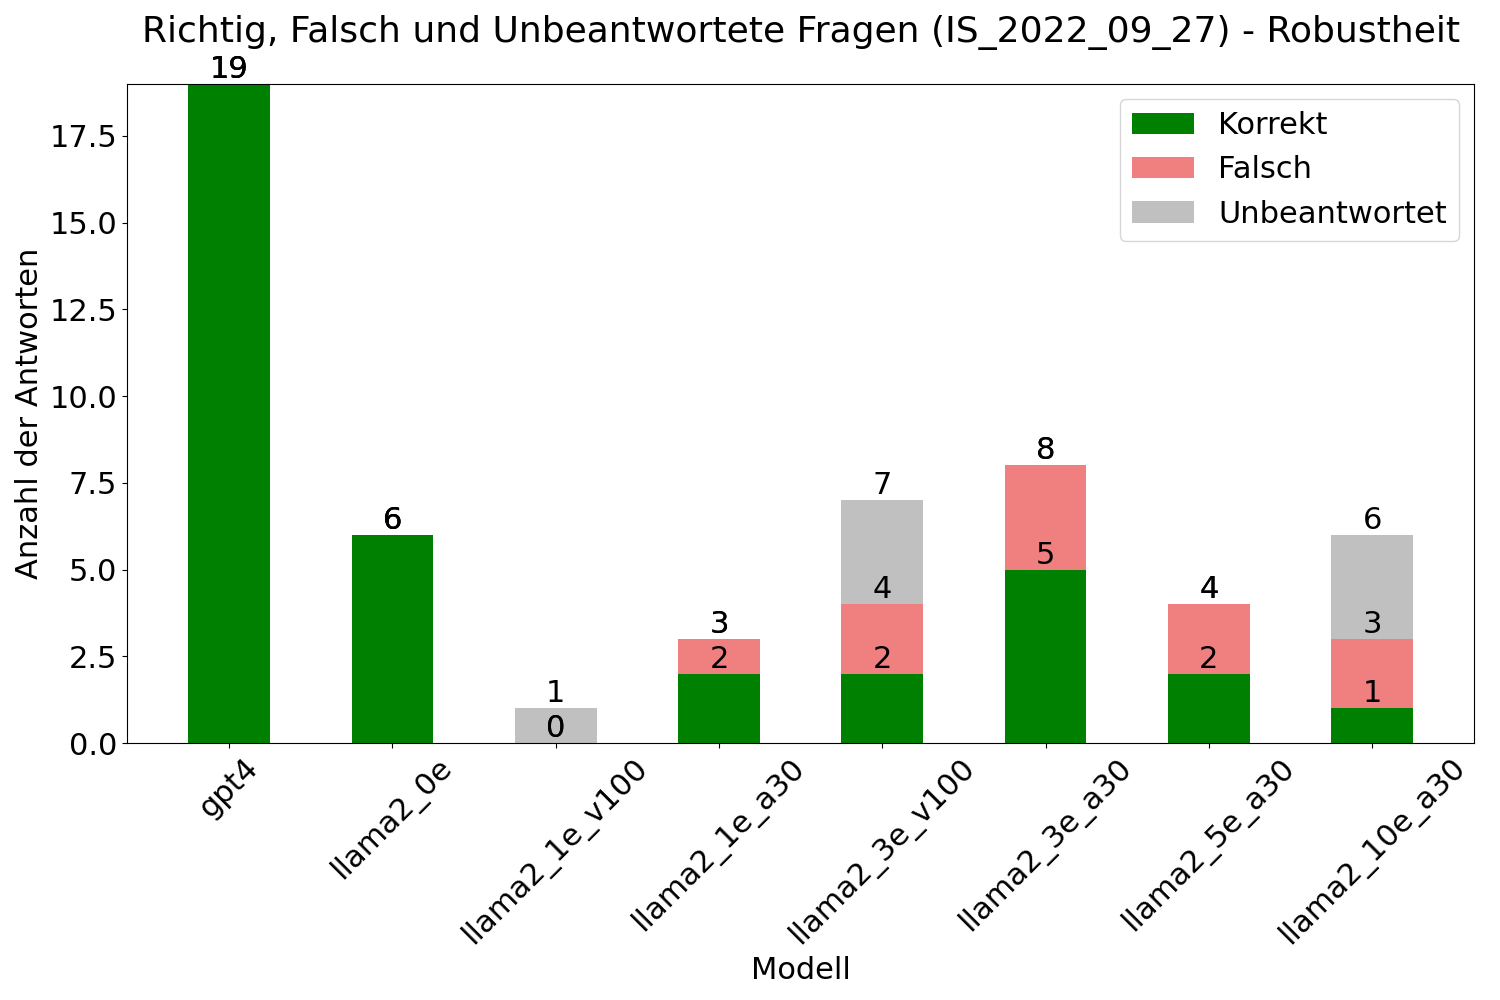 Richtig, Falsch und Unbeantwortete Fragen (IS_2022_09_27) - Robustheit
Korrekt
Falsch
Unbeantwortet
Anzahl der Antworten
17.5
15.0
12.5
10.0
7.5
5.0
2.5
0.0
19
6
1
0
3
2
7
4
2
8
5
4
2
6
3
1
gpt4
llama2_0e
llama2_1e_v100
llama2_1e_a30
llama2_3e_v100
llama2_3e_a30
llama2_5e_a30
llama2_10e_a30
Modell